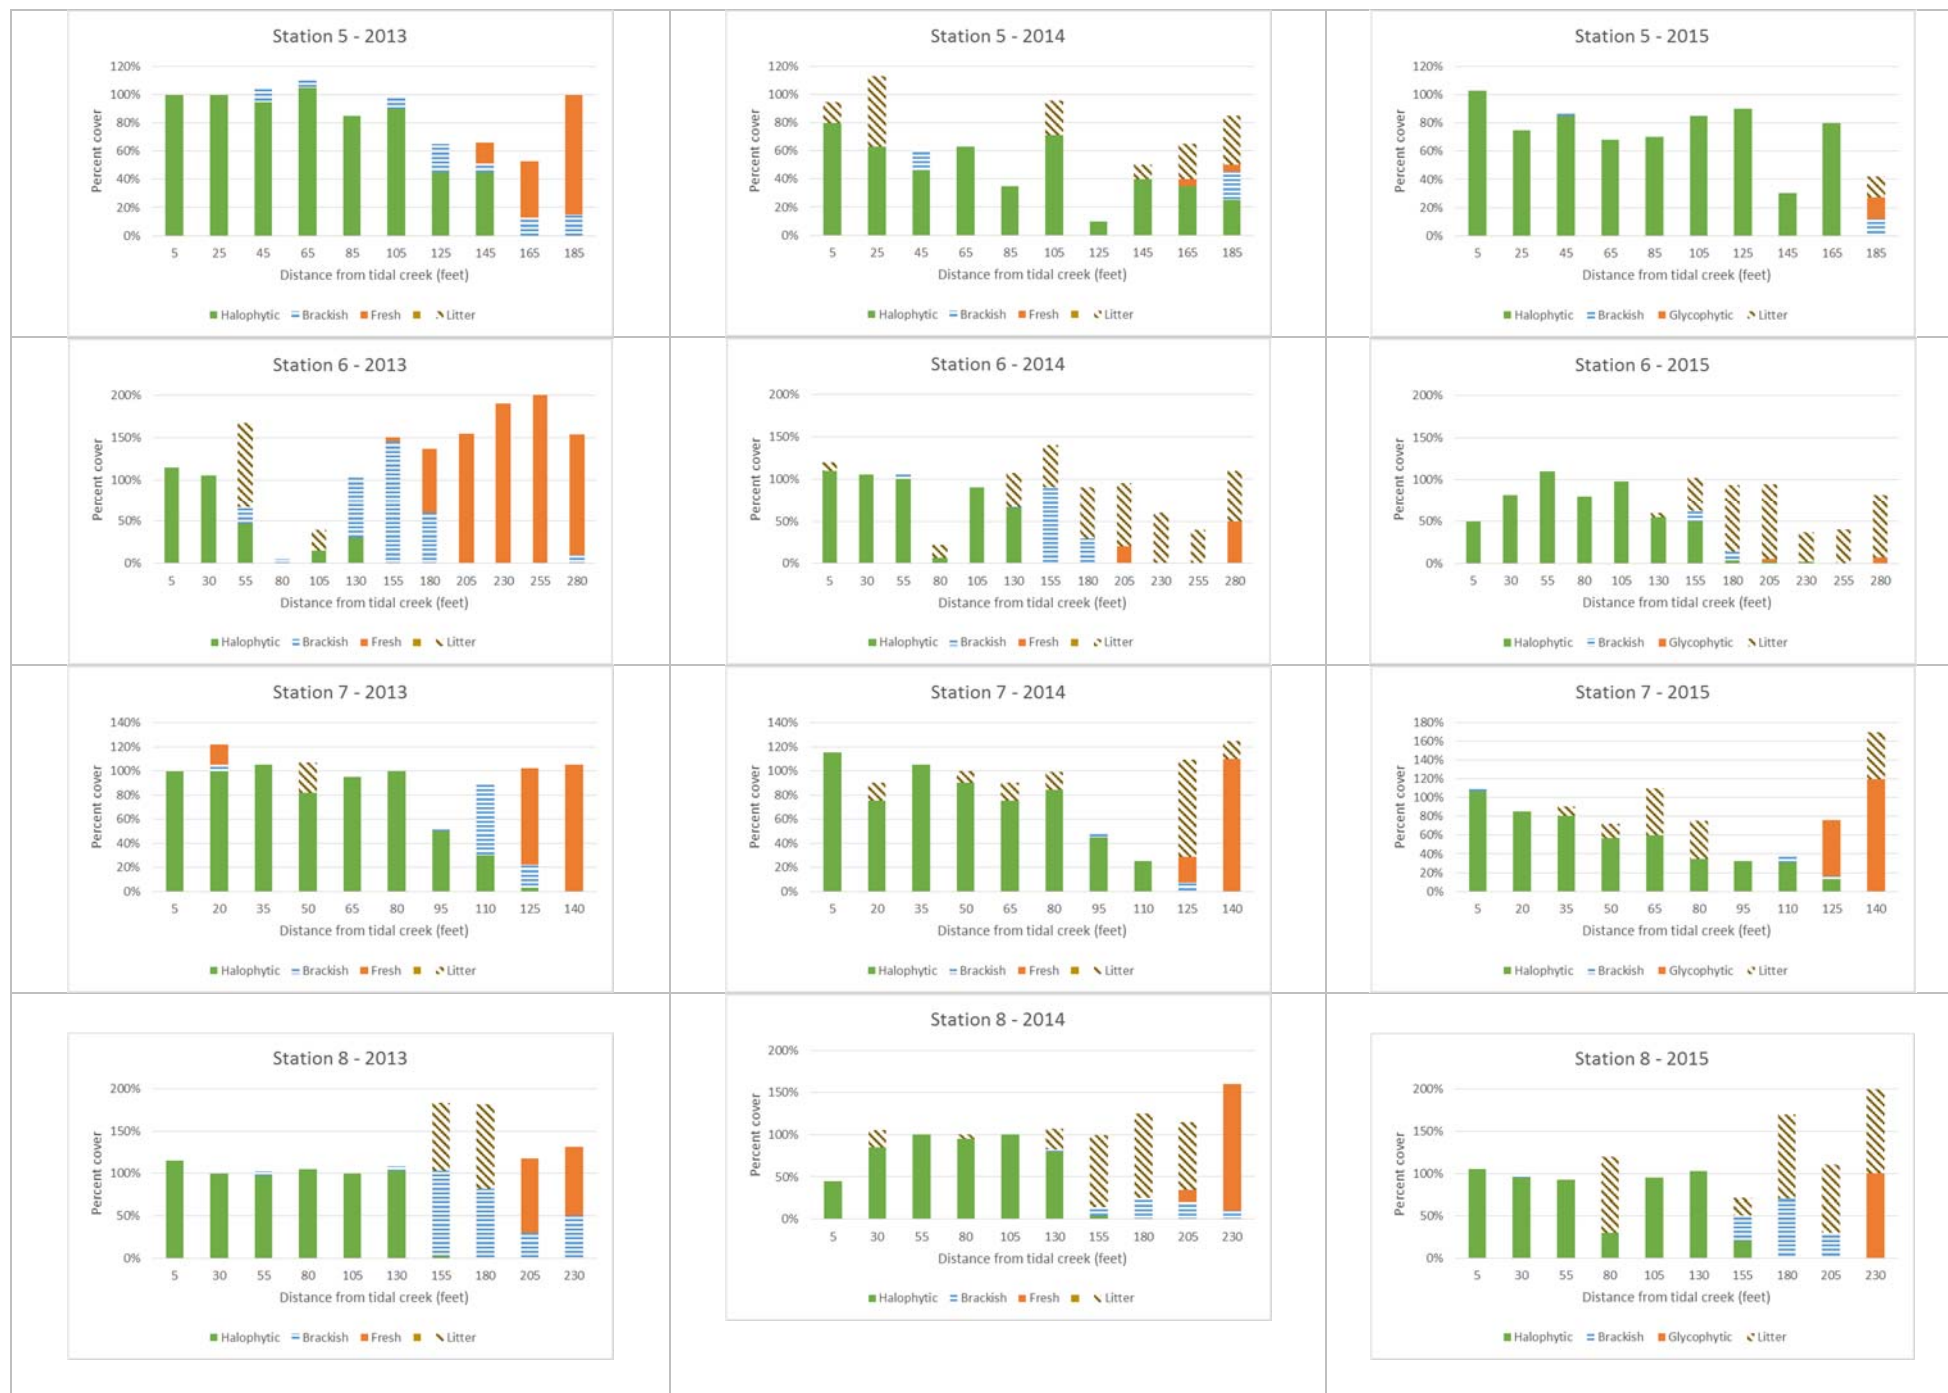 Station 5 - 2013
120%
100%
80%
60%
40%
20%
0%
Percent cover
5 25 45 65 85 105 125 145 165 185
Distance from tidal creek (feet)
Halophytic Brackish Fresh Litter
Station 5 - 2014
120%
100%
80%
60%
40%
20%
0%
Percent cover
5 25 45 65 85 105 125 145 165 185
Distance from tidal creek (feet)
Halophytic Brackish Fresh Litter
Station 5 - 2015
120%
100%
80%
60%
40%
20%
0%
Percent cover
5 25 45 65 85 105 125 145 165 185
Distance from tidal creek (feet)
Halophytic Brackish Glycophytic Litter
Station 6 - 2013
200%
150%
100%
50%
0%
Percent cover
5 30 55 80 105 130 155 180 205 230 255 280
Distance from tidal creek (feet)
Halophytic Brackish Fresh Litter
Station 6 - 2014
200%
150%
100%
50%
0%
Percent cover
5 30 55 80 105 130 155 180 205 230 255 280
Distance from tidal creek (feet)
Halophytic Brackish Fresh Litter
Station 6 - 2015
200%
150%
100%
50%
0%
Percent cover
5 30 55 80 105 130 155 180 205 230 255 280
Distance from tidal creek (feet)
Halophytic Brackish Glycophytic Litter
Station 7 - 2013
140%
120%
100%
80%
60%
40%
20%
0%
Percent cover
5 20 35 50 65 80 95 110 125 140
Distance from tidal creek (feet)
Halophytic Brackish Fresh Litter
Station 7 - 2014
140%
120%
100%
80%
60%
40%
20%
0%
Percent cover
5 20 35 50 65 80 95 110 125 140
Distance from tidal creek (feet)
Halophytic Brackish Fresh Litter
Station 7 - 2015
180%
160%
140%
120%
100%
80%
60%
40%
20%
0%
Percent cover
5 20 35 50 65 80 95 110 125 140
Distance from tidal creek (feet)
Halophytic Brackish Glycophytic Litter
Station 8 - 2013
200%
150%
100%
50%
0%
Percent cover
5 30 55 80 105 130 155 180 205 230
Distance from tidal creek (feet)
Halophytic Brackish Fresh Litter
Station 8 - 2014
200%
150%
100%
50%
0%
Percent cover
5 30 55 80 105 130 155 180 205 230
Distance from tidal creek (feet)
Halophytic Brackish Fresh Litter
Station 8 - 2015
200%
150%
100%
50%
0%
Percent cover
5 30 55 80 105 130 155 180 205 230
Distance from tidal creek (feet)
Halophytic Brackish Glycophytic Litter